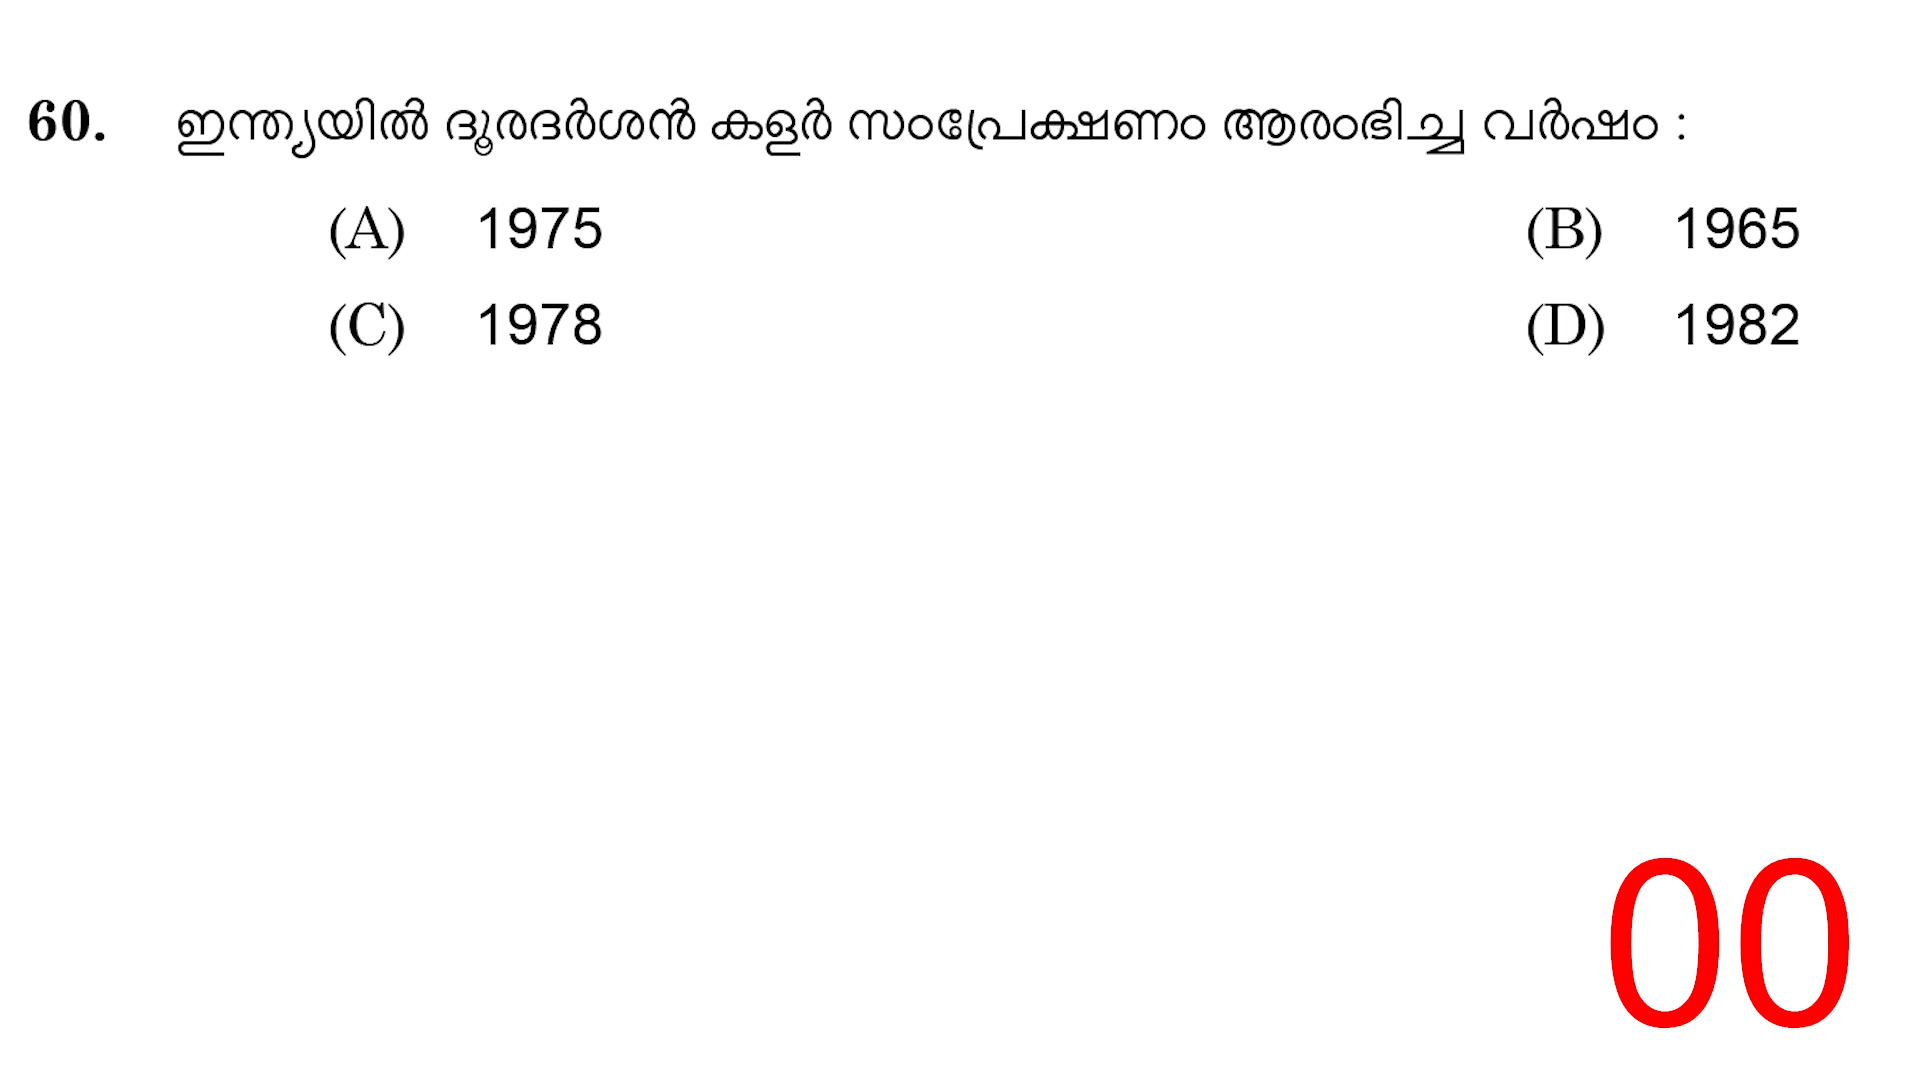 60. ഇന്ത്യയിൽ ദൂരദർശൻ കളർ സംപ്രേക്ഷണം ആരംഭിച്ച വർഷം :
(A) 1975 (B) 1965
(C) 1978 (D) 1982
00